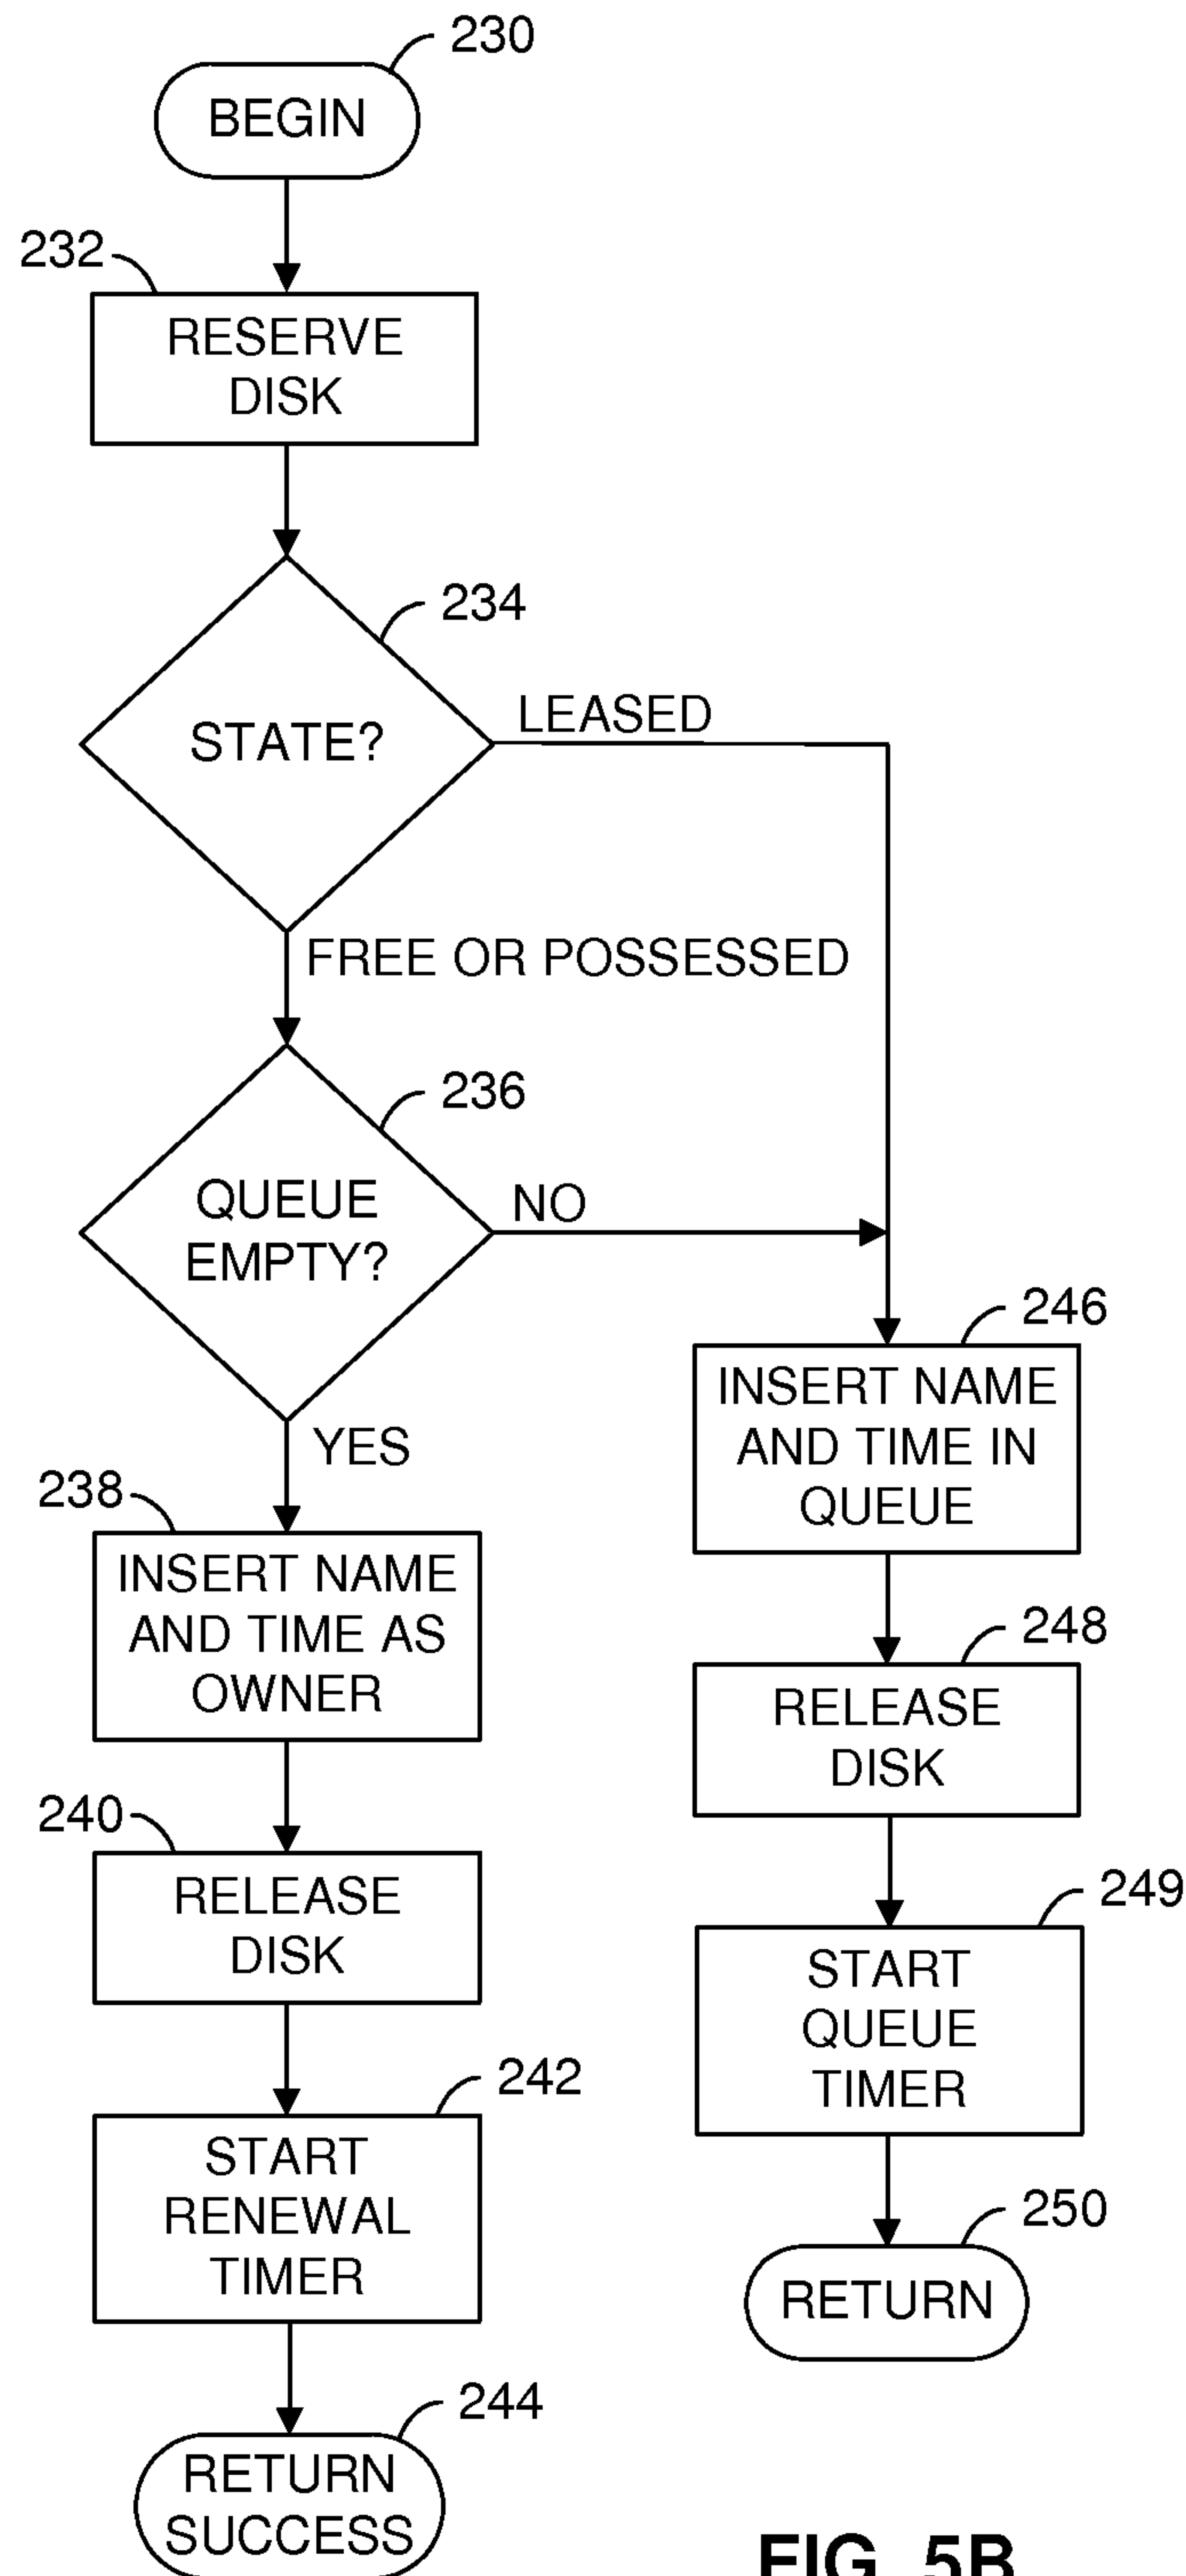 230
BEGIN
232
RESERVE
DISK
234
STATE?
LEASED
FREE OR POSSESSED
236
QUEUE
EMPTY?
NO
YES
238
INSERT NAME
AND TIME AS
OWNER
240
RELEASE
DISK
242
START
RENEWAL
TIMER
244
RETURN
SUCCESS
246
INSERT NAME
AND TIME IN
QUEUE
248
RELEASE
DISK
249
START
QUEUE
TIMER
250
RETURN
FIG. 5B